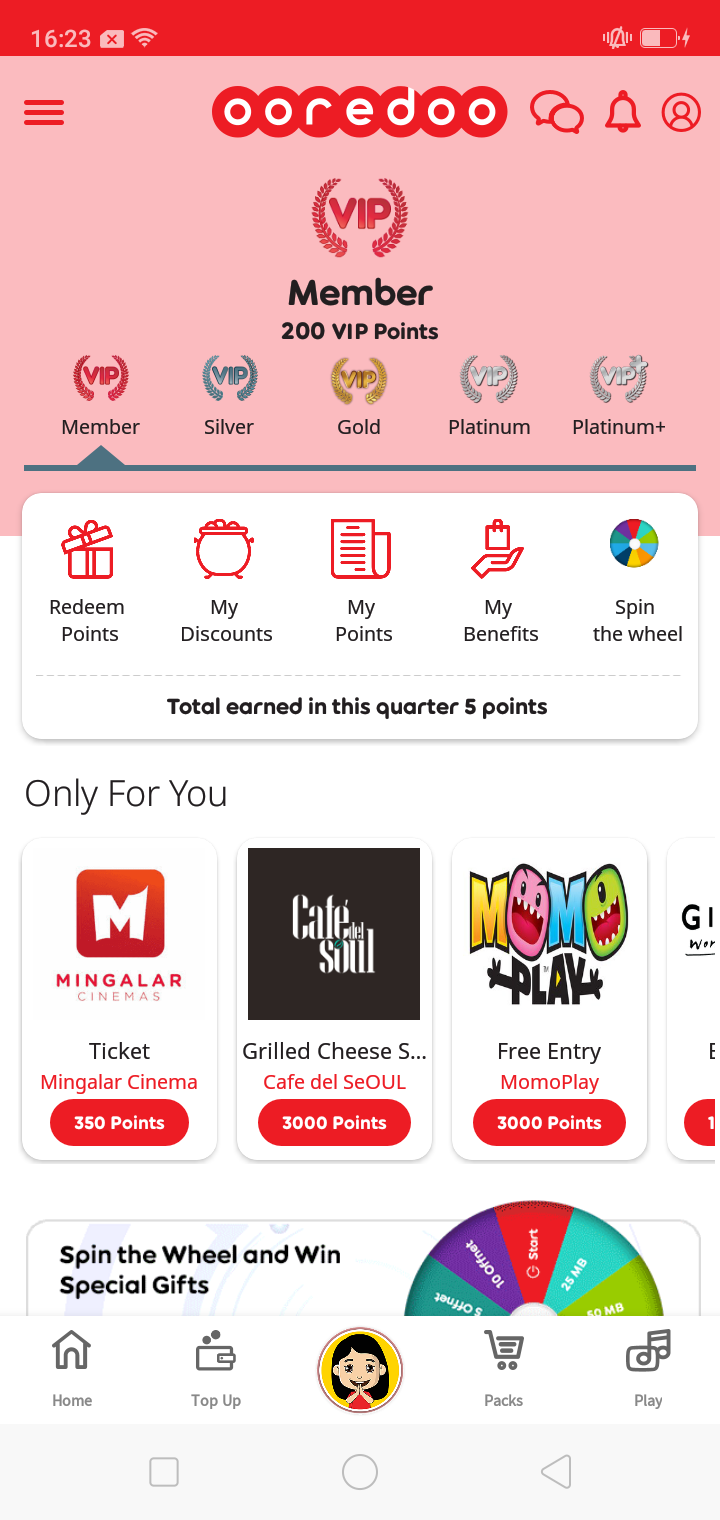 16:23
ooredoo
VIP
Member
200 VIP Points
VIP VIP VIP VIP VIP
Member Silver Gold Platinum Platinum+
Redeem Points
My Discounts
My Points
My Benefits
Spin the wheel
Total earned in this quarter 5 points
Only For You
M
MINGALAR
CINEMAS
Ticket
Mingalar Cinema
350 Points
Café del
soul
Grilled Cheese S...
Cafe del SeOUL
3000 Points
MOMO
PLAY
TM
Free Entry
MomoPlay
3000 Points
Spin the Wheel and Win
Special Gifts
5 Offnet
10 Offnet
Start
25 MB
50 MB
Home Top Up Packs Play